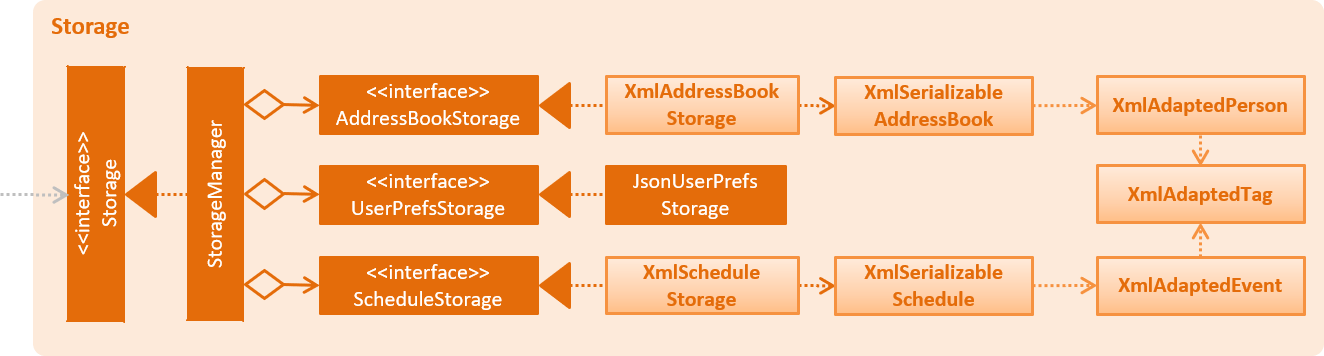 Storage
<<interface>>
Storage
StorageManager
<<interface>>
AddressBookStorage
XmlAddressBook
Storage
XmlSerializable
AddressBook
XmlAdaptedPerson
<<interface>>
UserPrefsStorage
JsonUserPrefs
Storage
XmlAdaptedTag
<<interface>>
ScheduleStorage
XmlSchedule
Storage
XmlSerializable
Schedule
XmlAdaptedEvent